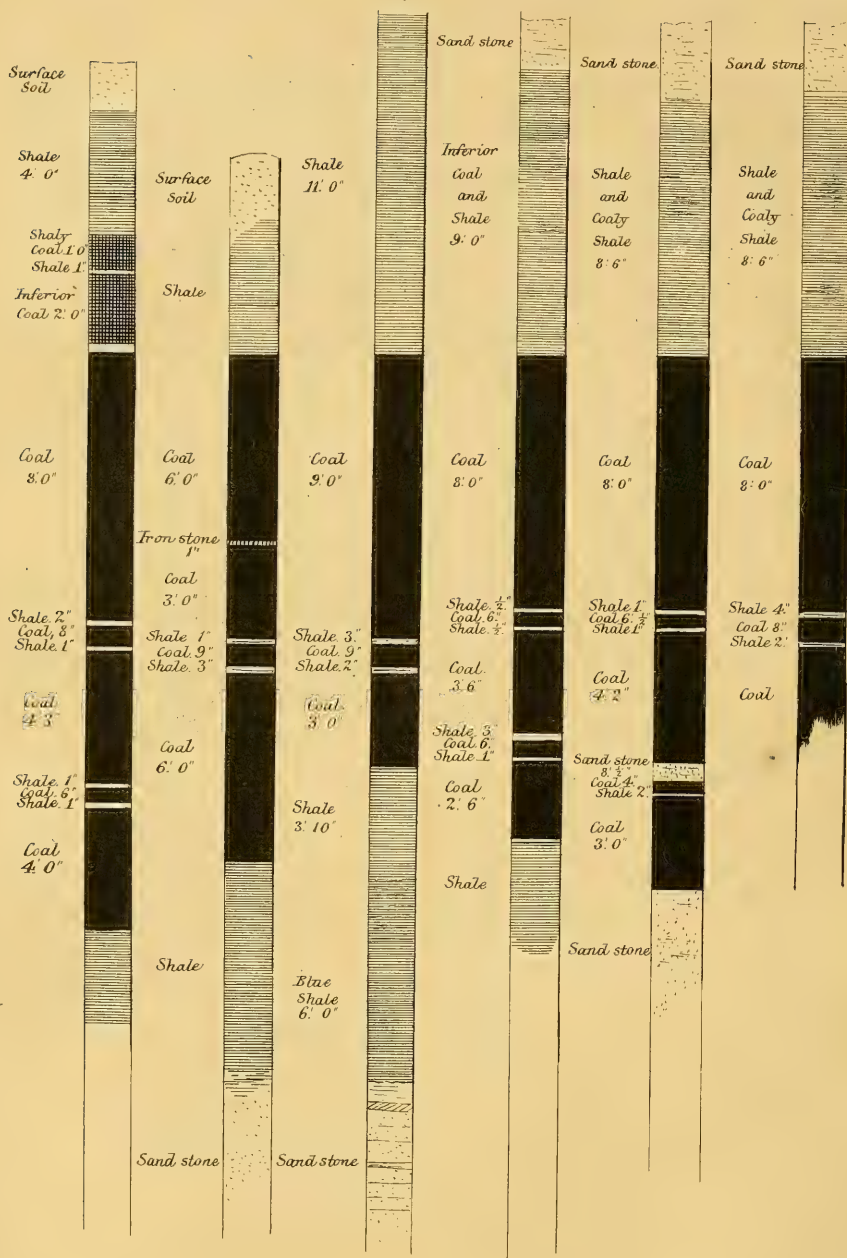 Surface
Soil
Shale
4' 0"
Shaly
Coal 1' 0"
Shale 1"
Inferior
Coal 2' 0"
Coal
8' 0"
Shale 2"
Coal, 8"
Shale 1"
Coal
4' 3"
Shale 1"
Coal 6"
Shale 1"
Coal
4' 0"
Surface
Soil
Shale
Coal
6' 0"
Iron stone
1"
Coal
3' 0"
Shale 1"
Coal 9"
Shale 3"
Coal
6' 0"
Shale
Sand stone
Shale
11' 0"
Coal
9' 0"
Shale 3"
Coal 9"
Shale 2"
Coal
3' 0"
Shale
3' 10"
Blue
Shale
6' 0"
Sand stone
Sand stone
Inferior
Coal
and
Shale
9' 0"
Coal
8' 0"
Shale ½"
Coal 6"
Shale ½"
Coal
3' 6"
Shale 3"
Coal 6"
Shale 1"
Coal
2' 6"
Shale
Sand stone
Shale
and
Coaly
Shale
8' 6"
Coal
8' 0"
Shale 1"
Coal 6 ½"
Shale 1"
Coal
4' 2"
Sand stone
8 ½"
Coal 4"
Shale 2"
Coal
3' 0"
Sand stone
Sand stone
Shale
and
Coaly
Shale
8' 6"
Coal
8' 0"
Shale 4"
Coal 8"
Shale 2"
Coal